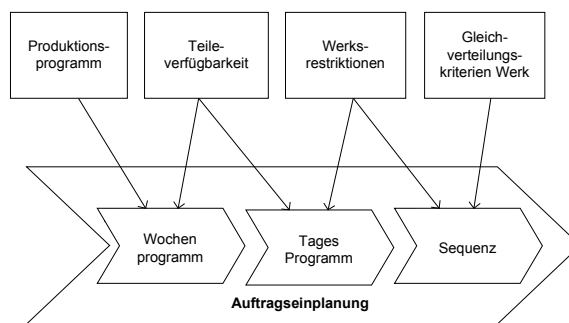 Produktions-
programm
Teile-
verfügbarkeit
Werks-
restriktionen
Gleich-
verteilungs-
kriterien Werk
Wochen
programm
Tages
Programm
Sequenz
Auftragseinplanung